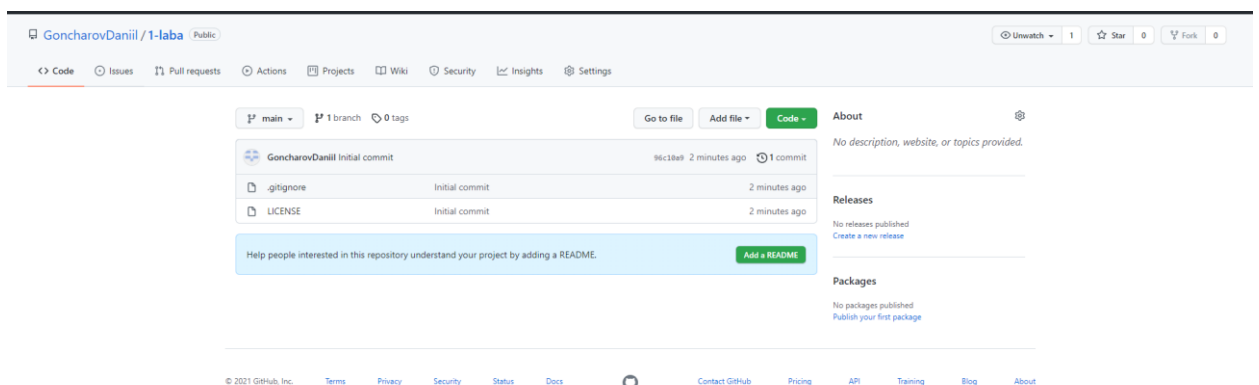 GoncharovDaniil / 1-laba Public
Unwatch 1 Star 0 Fork 0
<> Code Issues Pull requests Actions Projects Wiki Security Insights Settings
main 1 branch 0 tags Go to file Add file Code
GoncharovDaniil Initial commit 96c18e9 2 minutes ago 1 commit
.gitignore Initial commit 2 minutes ago
LICENSE Initial commit 2 minutes ago
Help people interested in this repository understand your project by adding a README. Add a README
About
No description, website, or topics provided.
Releases
No releases published
Create a new release
Packages
No packages published
Publish your first package
© 2021 GitHub, Inc. Terms Privacy Security Status Docs Contact GitHub Pricing API Training Blog About